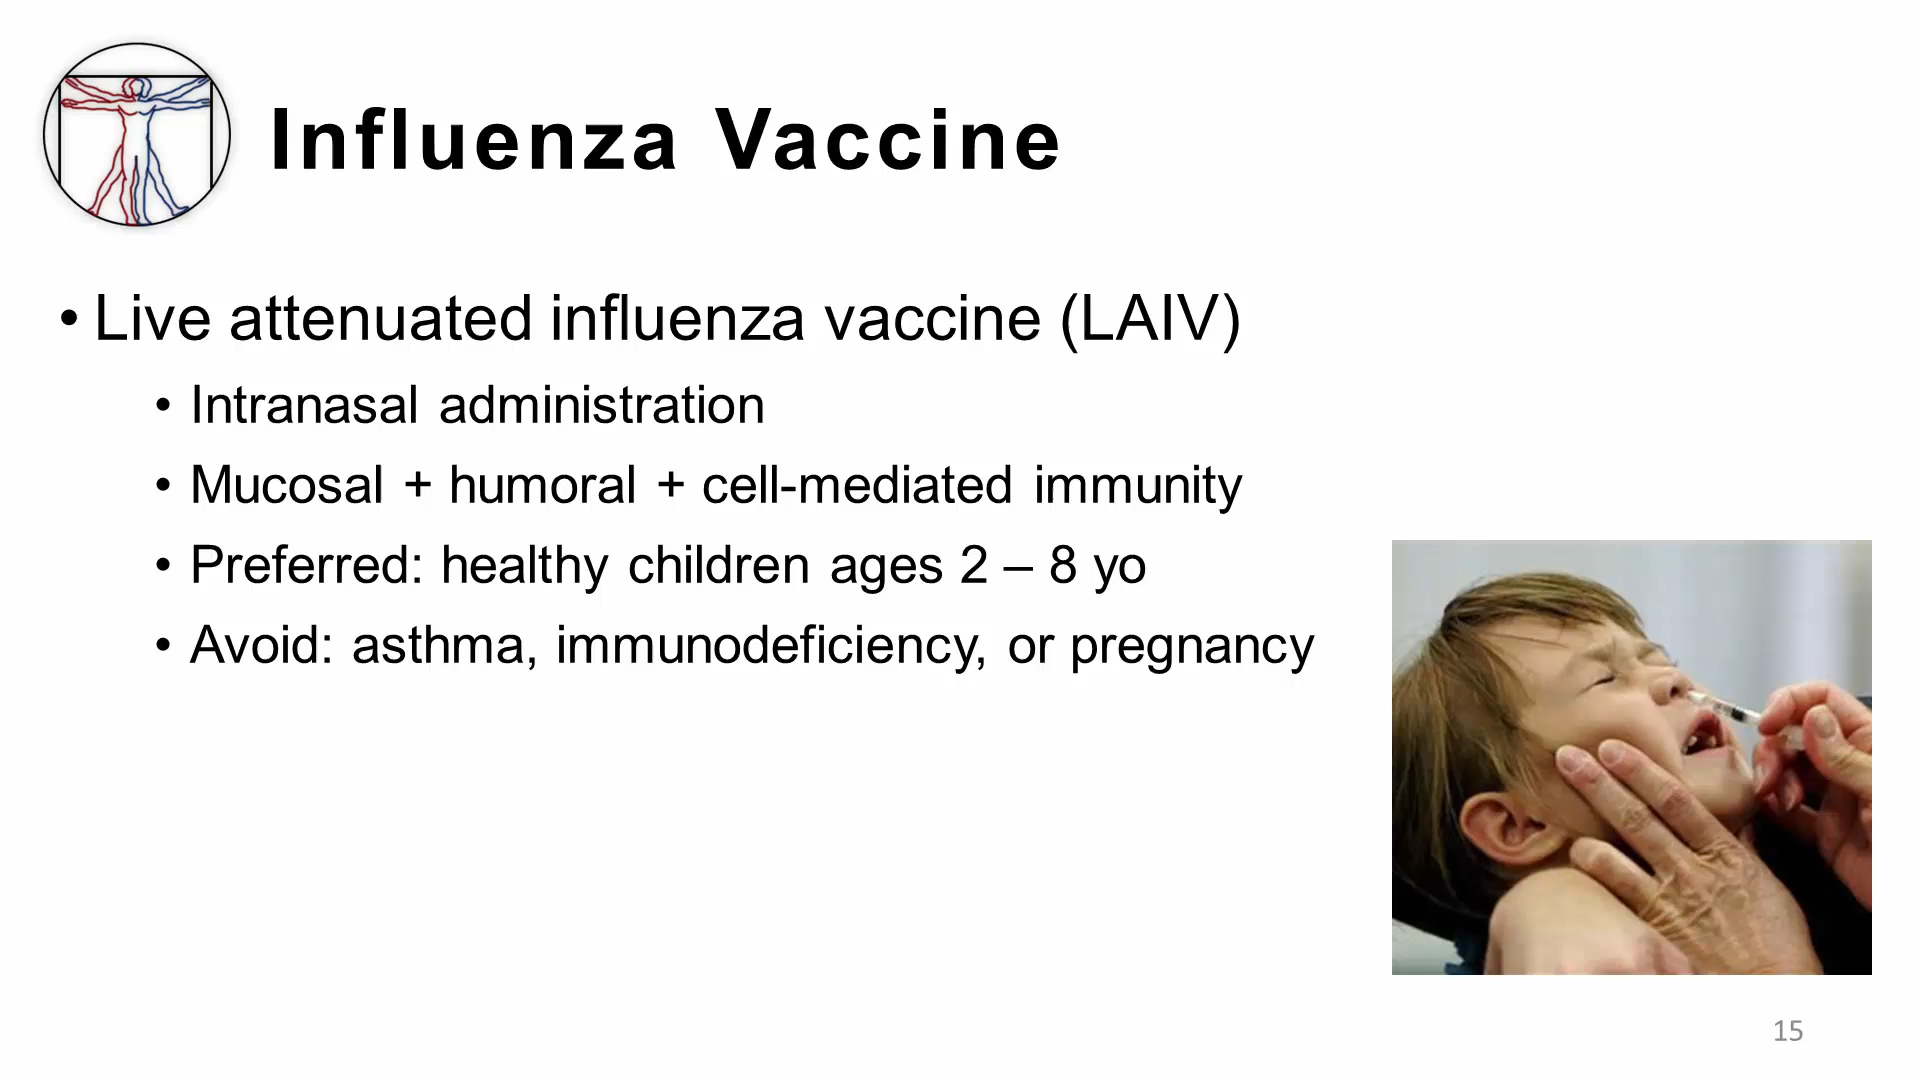 Influenza Vaccine
• Live attenuated influenza vaccine (LAIV)
• Intranasal administration
• Mucosal + humoral + cell-mediated immunity
• Preferred: healthy children ages 2 – 8 yo
• Avoid: asthma, immunodeficiency, or pregnancy
15